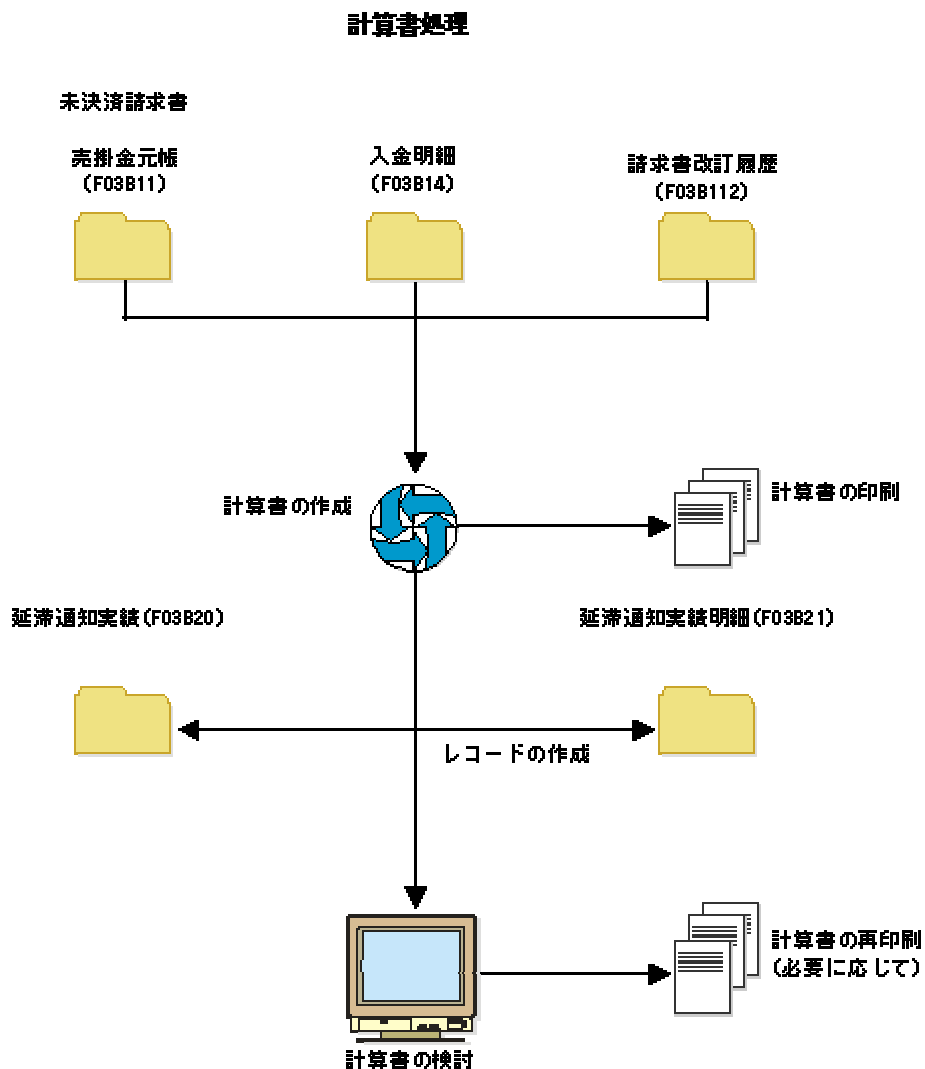 計算書処理
未決済請求書
売掛金元帳
(F03B11)
入金明細
(F03B14)
請求書改訂履歴
(F03B112)
計算書の作成
計算書の印刷
延滞通知実績(F03B20)
延滞通知実績明細(F03B21)
レコードの作成
計算書の再印刷
(必要に応じて)
計算書の検討